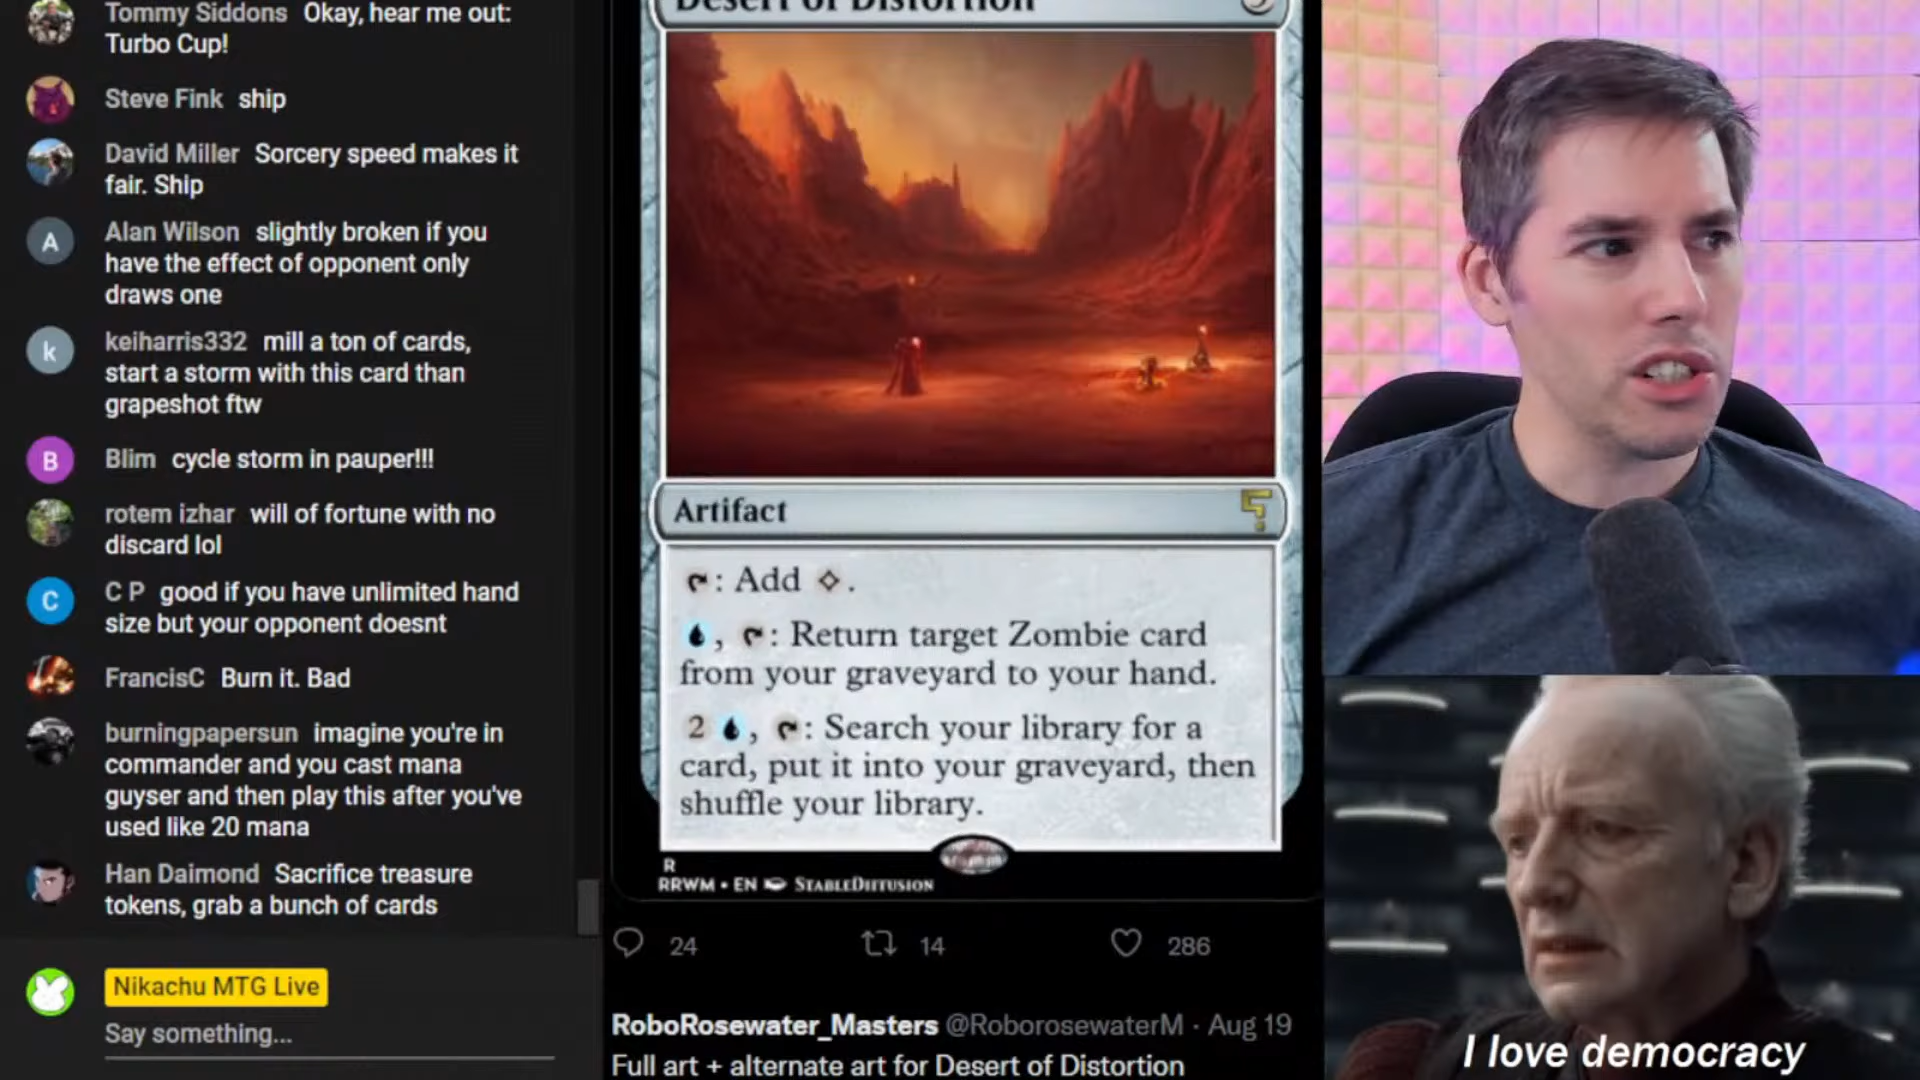 Tommy Siddons Okay, hear me out:
Turbo Cup!
Steve Fink ship
David Miller Sorcery speed makes it
fair. Ship
A
Alan Wilson slightly broken if you
have the effect of opponent only
draws one
k
keiharris332 mill a ton of cards,
start a storm with this card than
grapeshot ftw
B
Blim cycle storm in pauper!!!
rotem izhar will of fortune with no
discard lol
C
C P good if you have unlimited hand
size but your opponent doesnt
FrancisC Burn it. Bad
burningpapersun imagine you're in
commander and you cast mana
guyser and then play this after you've
used like 20 mana
Han Daimond Sacrifice treasure
tokens, grab a bunch of cards
Nikachu MTG Live
Say something...
Desert of Distortion
Artifact
: Add .
, : Return target Zombie card
from your graveyard to your hand.
2 , : Search your library for a
card, put it into your graveyard, then
shuffle your library.
R
RRWM • EN StableDiffusion
24 14 286
RoboRosewater_Masters @RoborosewaterM · Aug 19
Full art + alternate art for Desert of Distortion
I love democracy